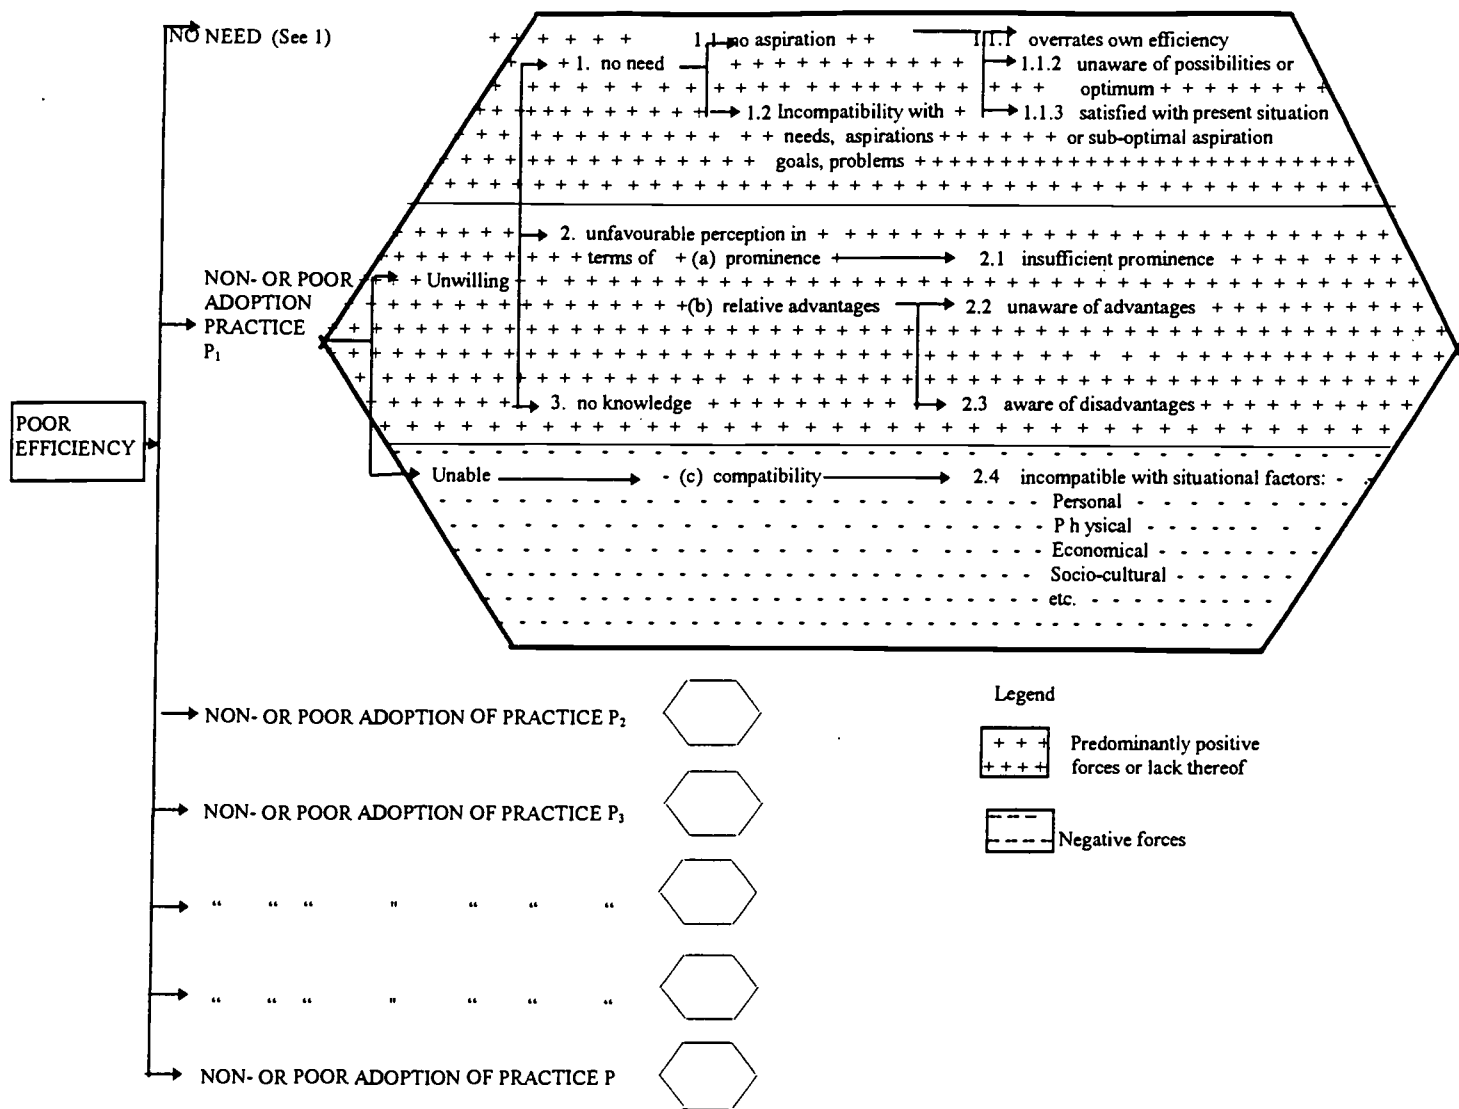 NO NEED (See 1)
1. no need
1.1 no aspiration
1.1.1 overrates own efficiency
1.1.2 unaware of possibilities or
optimum
1.1.3 satisfied with present situation
or sub-optimal aspiration
1.2 Incompatibility with
needs, aspirations
goals, problems
NON- OR POOR
ADOPTION
PRACTICE
P1
Unwilling
2. unfavourable perception in
terms of (a) prominence
2.1 insufficient prominence
(b) relative advantages
2.2 unaware of advantages
3. no knowledge
2.3 aware of disadvantages
POOR
EFFICIENCY
Unable
(c) compatibility
2.4 incompatible with situational factors:
Personal
Physical
Economical
Socio-cultural
etc.
NON- OR POOR ADOPTION OF PRACTICE P2
NON- OR POOR ADOPTION OF PRACTICE P3
“ “ “ " “ “ “
“ “ “ " “ “ “
NON- OR POOR ADOPTION OF PRACTICE P
Legend
+ + +
+ + + +
Predominantly positive
forces or lack thereof
Negative forces